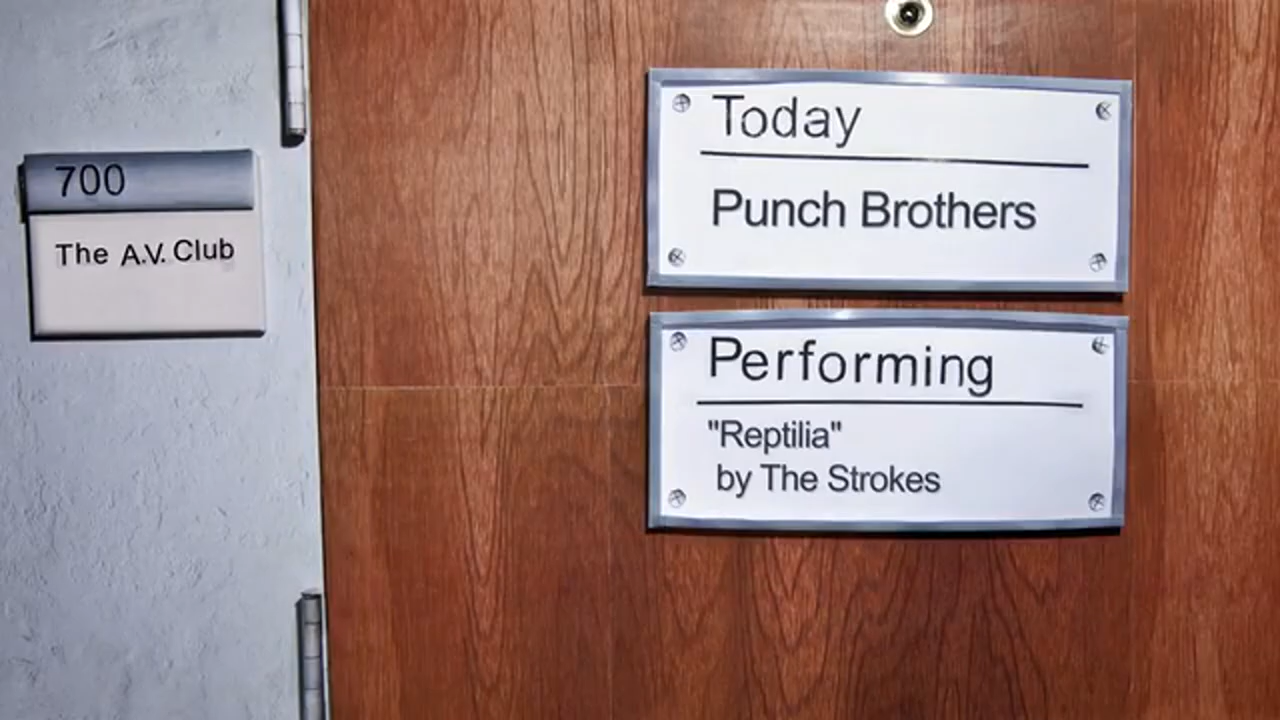 700
The A.V. Club
Today
Punch Brothers
Performing
"Reptilia"
by The Strokes